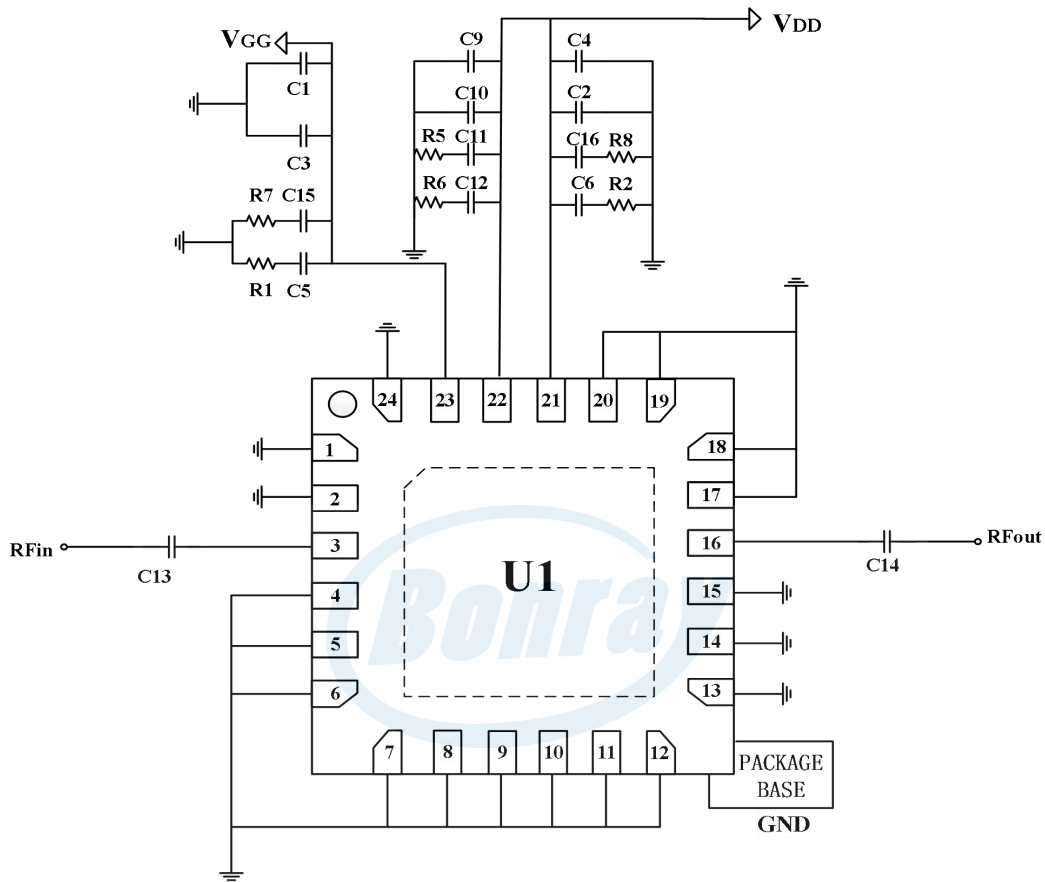 VGG
VDD
C1
C3
R7 C15
R1 C5
C9
C10
R5 C11
R6 C12
C4
C2
C16 R8
C6 R2
24 23 22 21 20 19
1
2
3
4
5
6
18
17
16
15
14
13
7 8 9 10 11 12
RFin
C13
U1
Bonray
C14
RFout
PACKAGE
BASE
GND